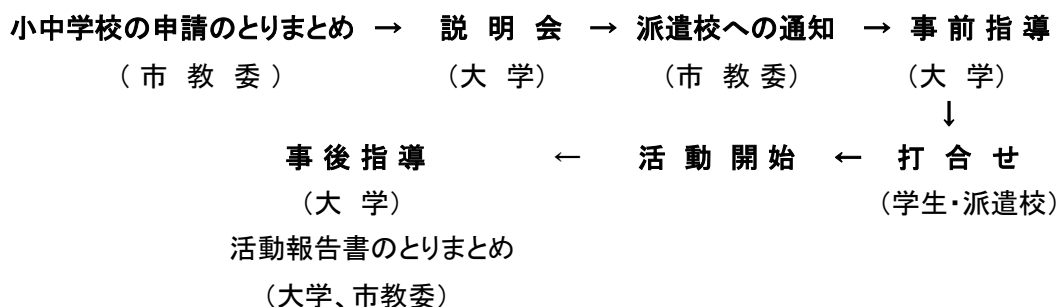 小中学校の申請のとりまとめ → 説 明 会 → 派遣校への通知 → 事 前 指 導
（ 市 教 委 ） （大 学） （市 教 委） （大 学）
↓
事 後 指 導 ← 活 動 開 始 ← 打 合 せ
（大 学） （学生・派遣校）
活動報告書のとりまとめ
（大学、市教委）